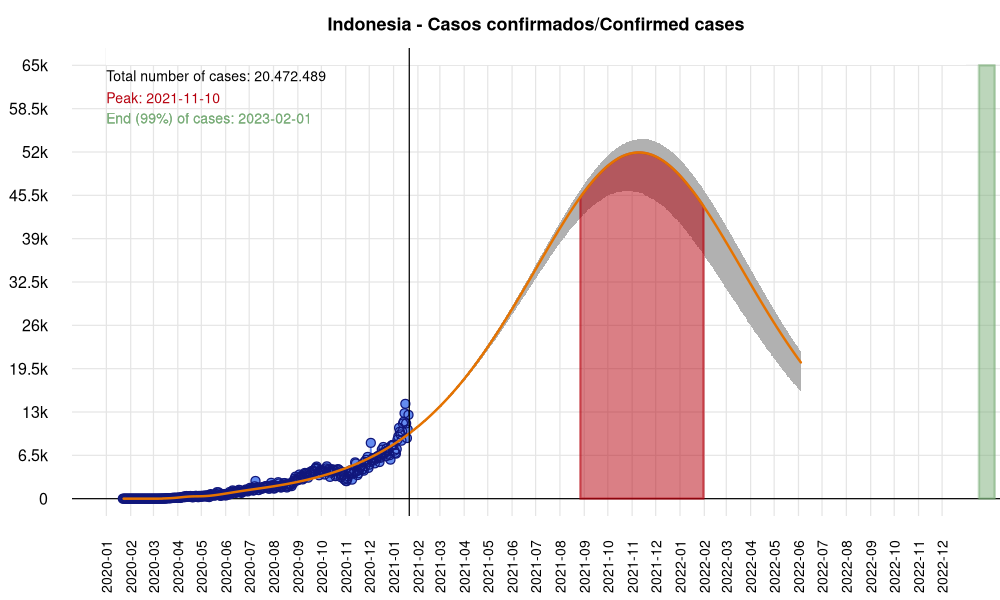 Indonesia - Casos confirmados/Confirmed cases
65k
Total number of cases: 20.472.489
Peak: 2021-11-10
End (99%) of cases: 2023-02-01
58.5k
52k
45.5k
39k
32.5k
26k
19.5k
13k
6.5k
0
2020-01
2020-02
2020-03
2020-04
2020-05
2020-06
2020-07
2020-08
2020-09
2020-10
2020-11
2020-12
2021-01
2021-02
2021-03
2021-04
2021-05
2021-06
2021-07
2021-08
2021-09
2021-10
2021-11
2021-12
2022-01
2022-02
2022-03
2022-04
2022-05
2022-06
2022-07
2022-08
2022-09
2022-10
2022-11
2022-12